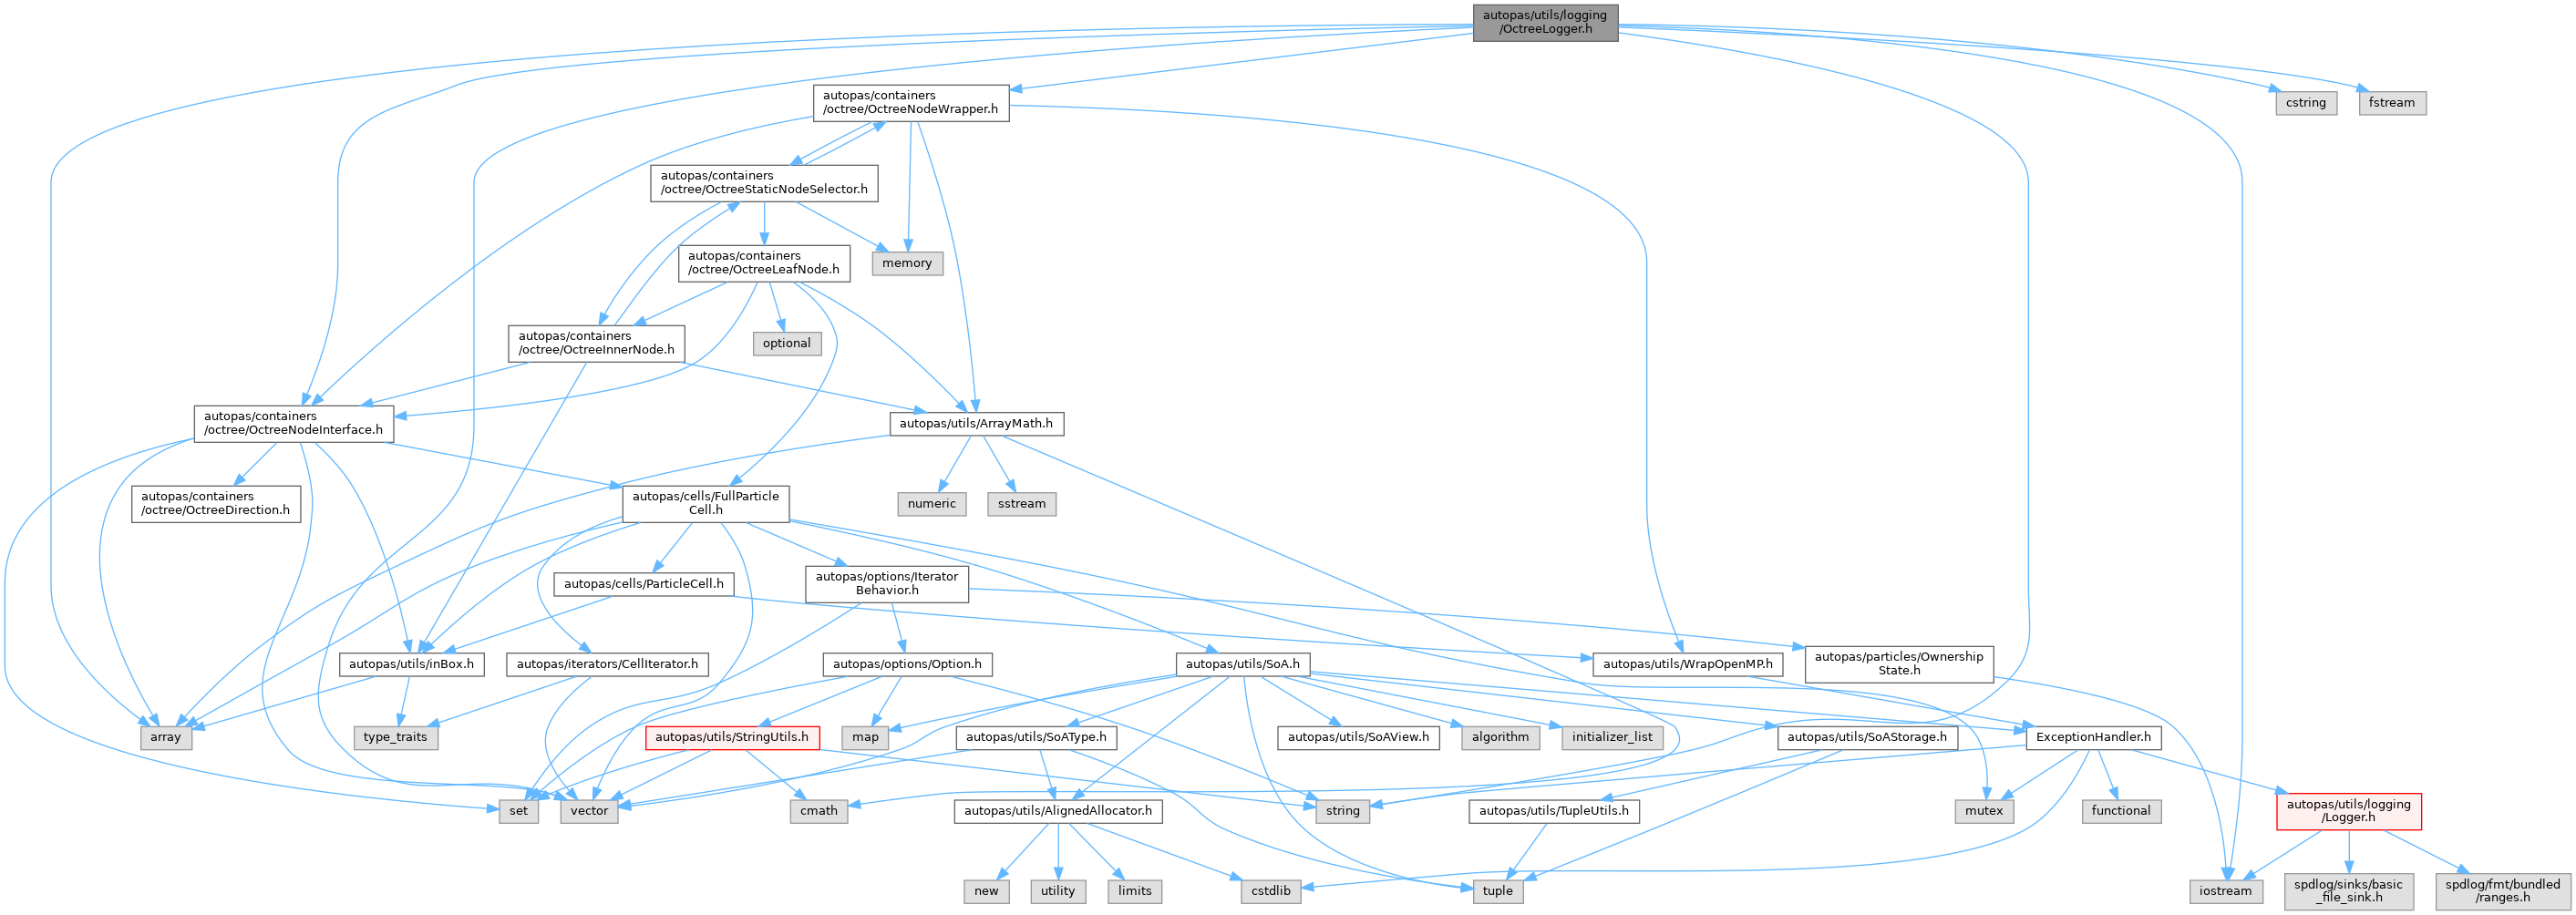 autopas/utils/logging
/OctreeLogger.h
autopas/containers
/octree/OctreeNodeWrapper.h
cstring
fstream
autopas/containers
/octree/OctreeStaticNodeSelector.h
autopas/containers
/octree/OctreeLeafNode.h
memory
autopas/containers
/octree/OctreeInnerNode.h
optional
autopas/containers
/octree/OctreeNodeInterface.h
autopas/utils/ArrayMath.h
autopas/containers
/octree/OctreeDirection.h
autopas/cells/FullParticle
Cell.h
numeric
sstream
autopas/cells/ParticleCell.h
autopas/options/Iterator
Behavior.h
autopas/utils/inBox.h
autopas/iterators/CellIterator.h
autopas/options/Option.h
autopas/utils/SoA.h
autopas/utils/WrapOpenMP.h
autopas/particles/Ownership
State.h
array
type_traits
autopas/utils/StringUtils.h
map
autopas/utils/SoAType.h
autopas/utils/SoAView.h
algorithm
initializer_list
autopas/utils/SoAStorage.h
ExceptionHandler.h
set
vector
cmath
autopas/utils/AlignedAllocator.h
string
autopas/utils/TupleUtils.h
mutex
functional
autopas/utils/logging
/Logger.h
new
utility
limits
cstdlib
tuple
iostream
spdlog/sinks/basic
_file_sink.h
spdlog/fmt/bundled
/ranges.h